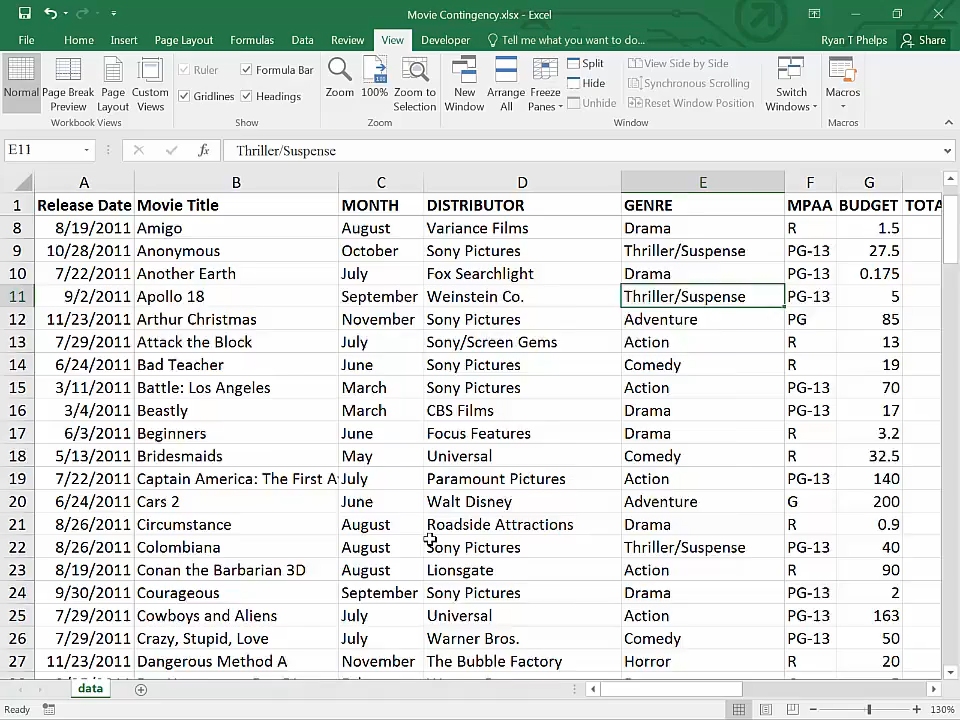 Movie Contingency.xlsx - Excel
File Home Insert Page Layout Formulas Data Review View Developer Tell me what you want to do... Ryan T Phelps Share
Normal Page Break Preview Page Layout Custom Views Ruler Formula Bar Gridlines Headings Zoom 100% Zoom to Selection New Window Arrange All Freeze Panes Split Hide Unhide View Side by Side Synchronous Scrolling Reset Window Position Switch Windows Macros
Workbook Views Show Zoom Window Macros
E11 fx Thriller/Suspense
A B C D E F G
1 Release Date Movie Title MONTH DISTRIBUTOR GENRE MPAA BUDGET TOTA
8 8/19/2011 Amigo August Variance Films Drama R 1.5
9 10/28/2011 Anonymous October Sony Pictures Thriller/Suspense PG-13 27.5
10 7/22/2011 Another Earth July Fox Searchlight Drama PG-13 0.175
11 9/2/2011 Apollo 18 September Weinstein Co. Thriller/Suspense PG-13 5
12 11/23/2011 Arthur Christmas November Sony Pictures Adventure PG 85
13 7/29/2011 Attack the Block July Sony/Screen Gems Action R 13
14 6/24/2011 Bad Teacher June Sony Pictures Comedy R 19
15 3/11/2011 Battle: Los Angeles March Sony Pictures Action PG-13 70
16 3/4/2011 Beastly March CBS Films Drama PG-13 17
17 6/3/2011 Beginners June Focus Features Drama R 3.2
18 5/13/2011 Bridesmaids May Universal Comedy R 32.5
19 7/22/2011 Captain America: The First A July Paramount Pictures Action PG-13 140
20 6/24/2011 Cars 2 June Walt Disney Adventure G 200
21 8/26/2011 Circumstance August Roadside Attractions Drama R 0.9
22 8/26/2011 Colombiana August Sony Pictures Thriller/Suspense PG-13 40
23 8/19/2011 Conan the Barbarian 3D August Lionsgate Action R 90
24 9/30/2011 Courageous September Sony Pictures Drama PG-13 2
25 7/29/2011 Cowboys and Aliens July Universal Action PG-13 163
26 7/29/2011 Crazy, Stupid, Love July Warner Bros. Comedy PG-13 50
27 11/23/2011 Dangerous Method A November The Bubble Factory Horror R 20
data
Ready 130%